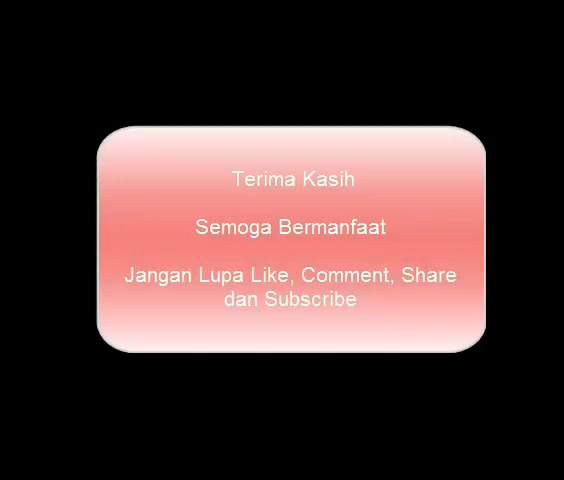 Terima Kasih
Semoga Bermanfaat
Jangan Lupa Like, Comment, Share
dan Subscribe